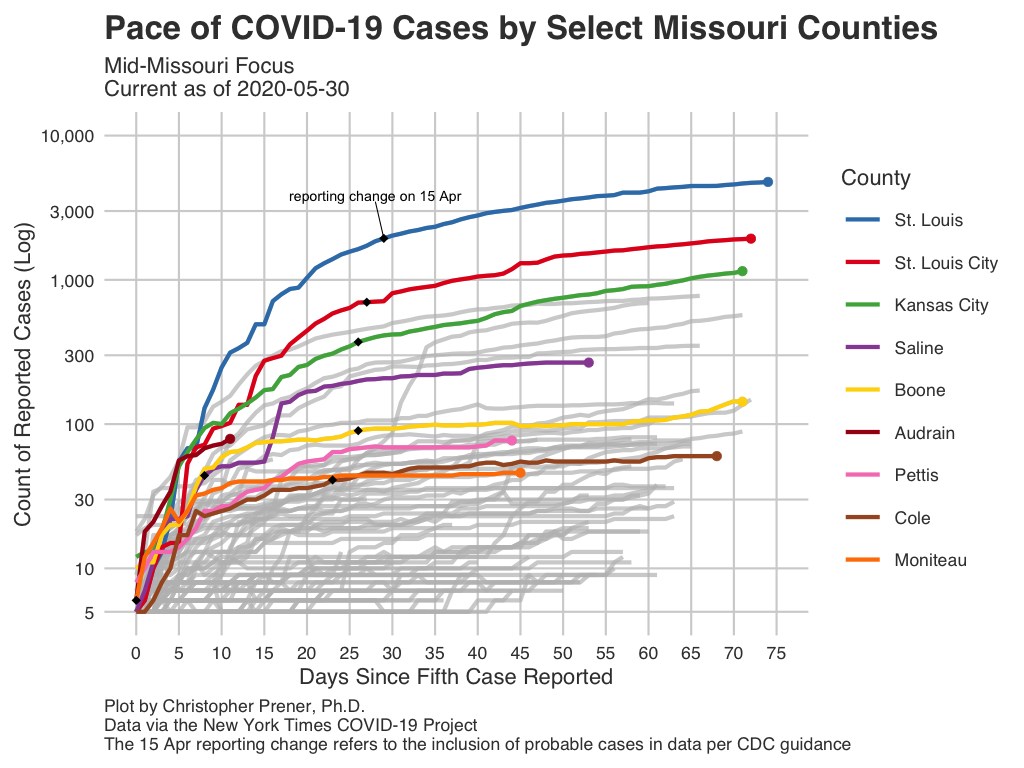 Pace of COVID-19 Cases by Select Missouri Counties
Mid-Missouri Focus
Current as of 2020-05-30
Count of Reported Cases (Log)
10,000
3,000
1,000
300
100
30
10
5
reporting change on 15 Apr
0 5 10 15 20 25 30 35 40 45 50 55 60 65 70 75
Days Since Fifth Case Reported
County
St. Louis
St. Louis City
Kansas City
Saline
Boone
Audrain
Pettis
Cole
Moniteau
Plot by Christopher Prener, Ph.D.
Data via the New York Times COVID-19 Project
The 15 Apr reporting change refers to the inclusion of probable cases in data per CDC guidance